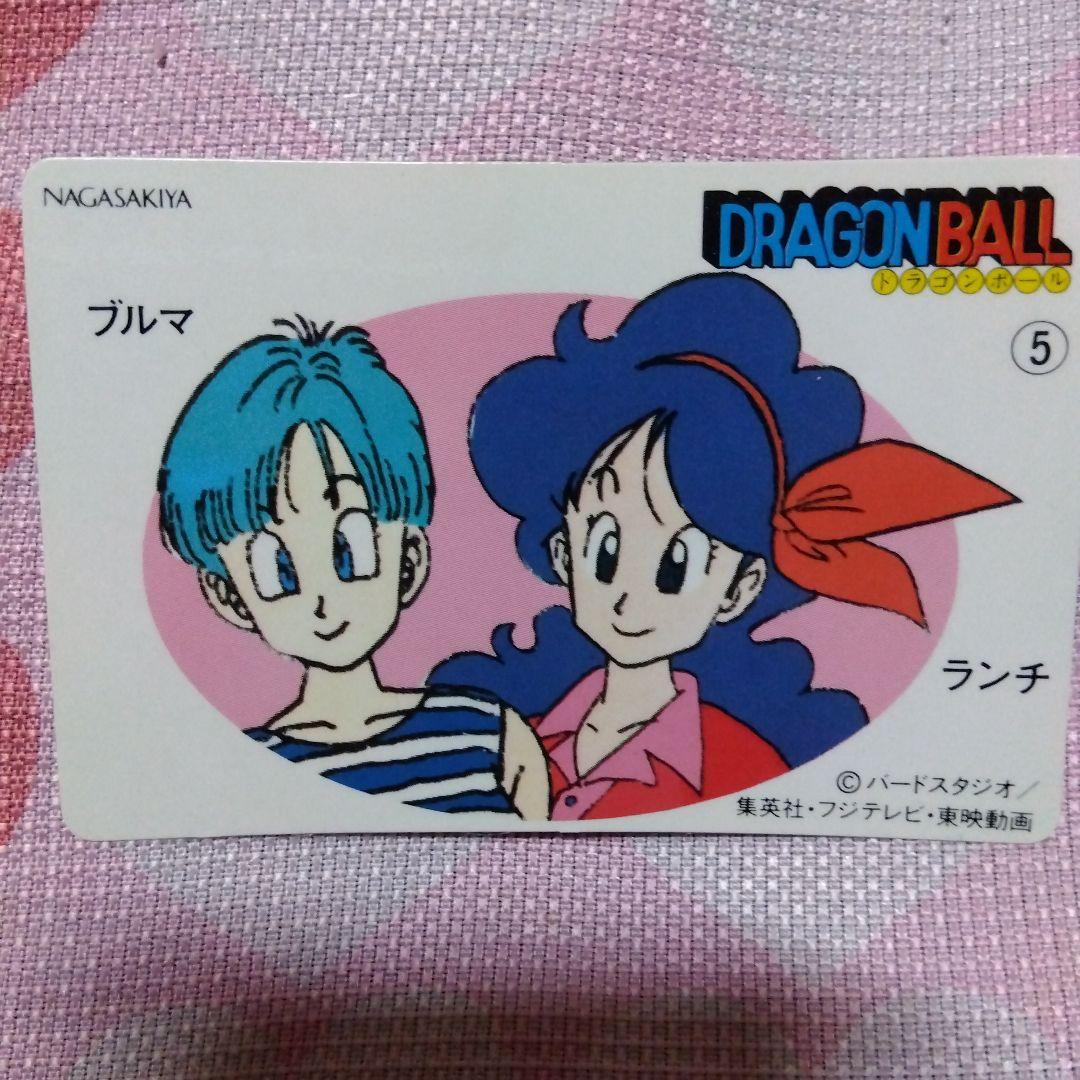 NAGASAKIYA
DRAGON BALL
ドラゴンボール
⑤
ブルマ
ランチ
©バードスタジオ/
集英社・フジテレビ・東映動画